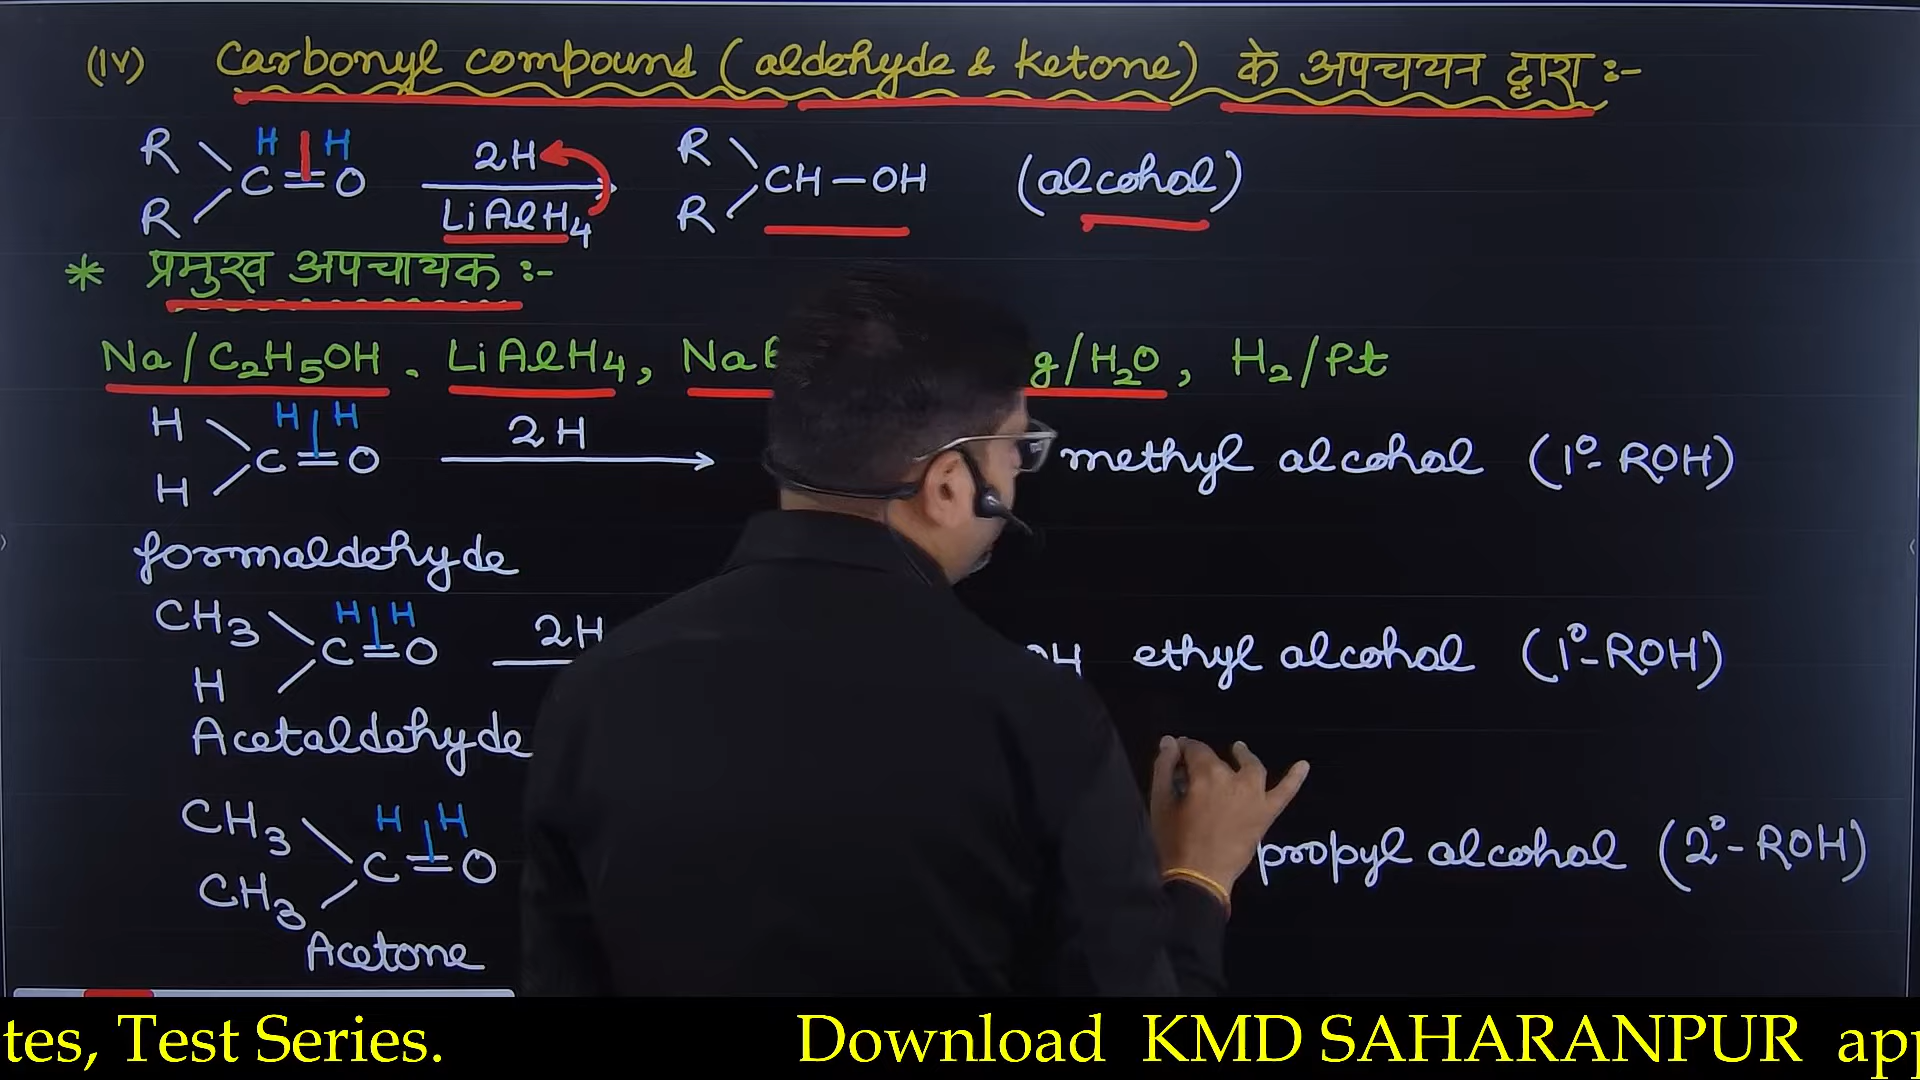 (IV) Carbonyl compound (aldehyde & ketone) के अपचयन द्वारा :-
R H H 2H R
C=O CH-OH (alcohol)
R LiAlH4 R
* प्रमुख अपचायक :-
Na/C2H5OH. LiAlH4, Na g/H2O, H2/Pt
H H H 2H
C=O methyl alcohol (1°-ROH)
H
formaldehyde
CH3 H H 2H
C=O OH ethyl alcohol (1°-ROH)
H
Acetaldehyde
CH3 H H
C=O propyl alcohol (2°-ROH)
CH3
Acetone
tes, Test Series. Download KMD SAHARANPUR app